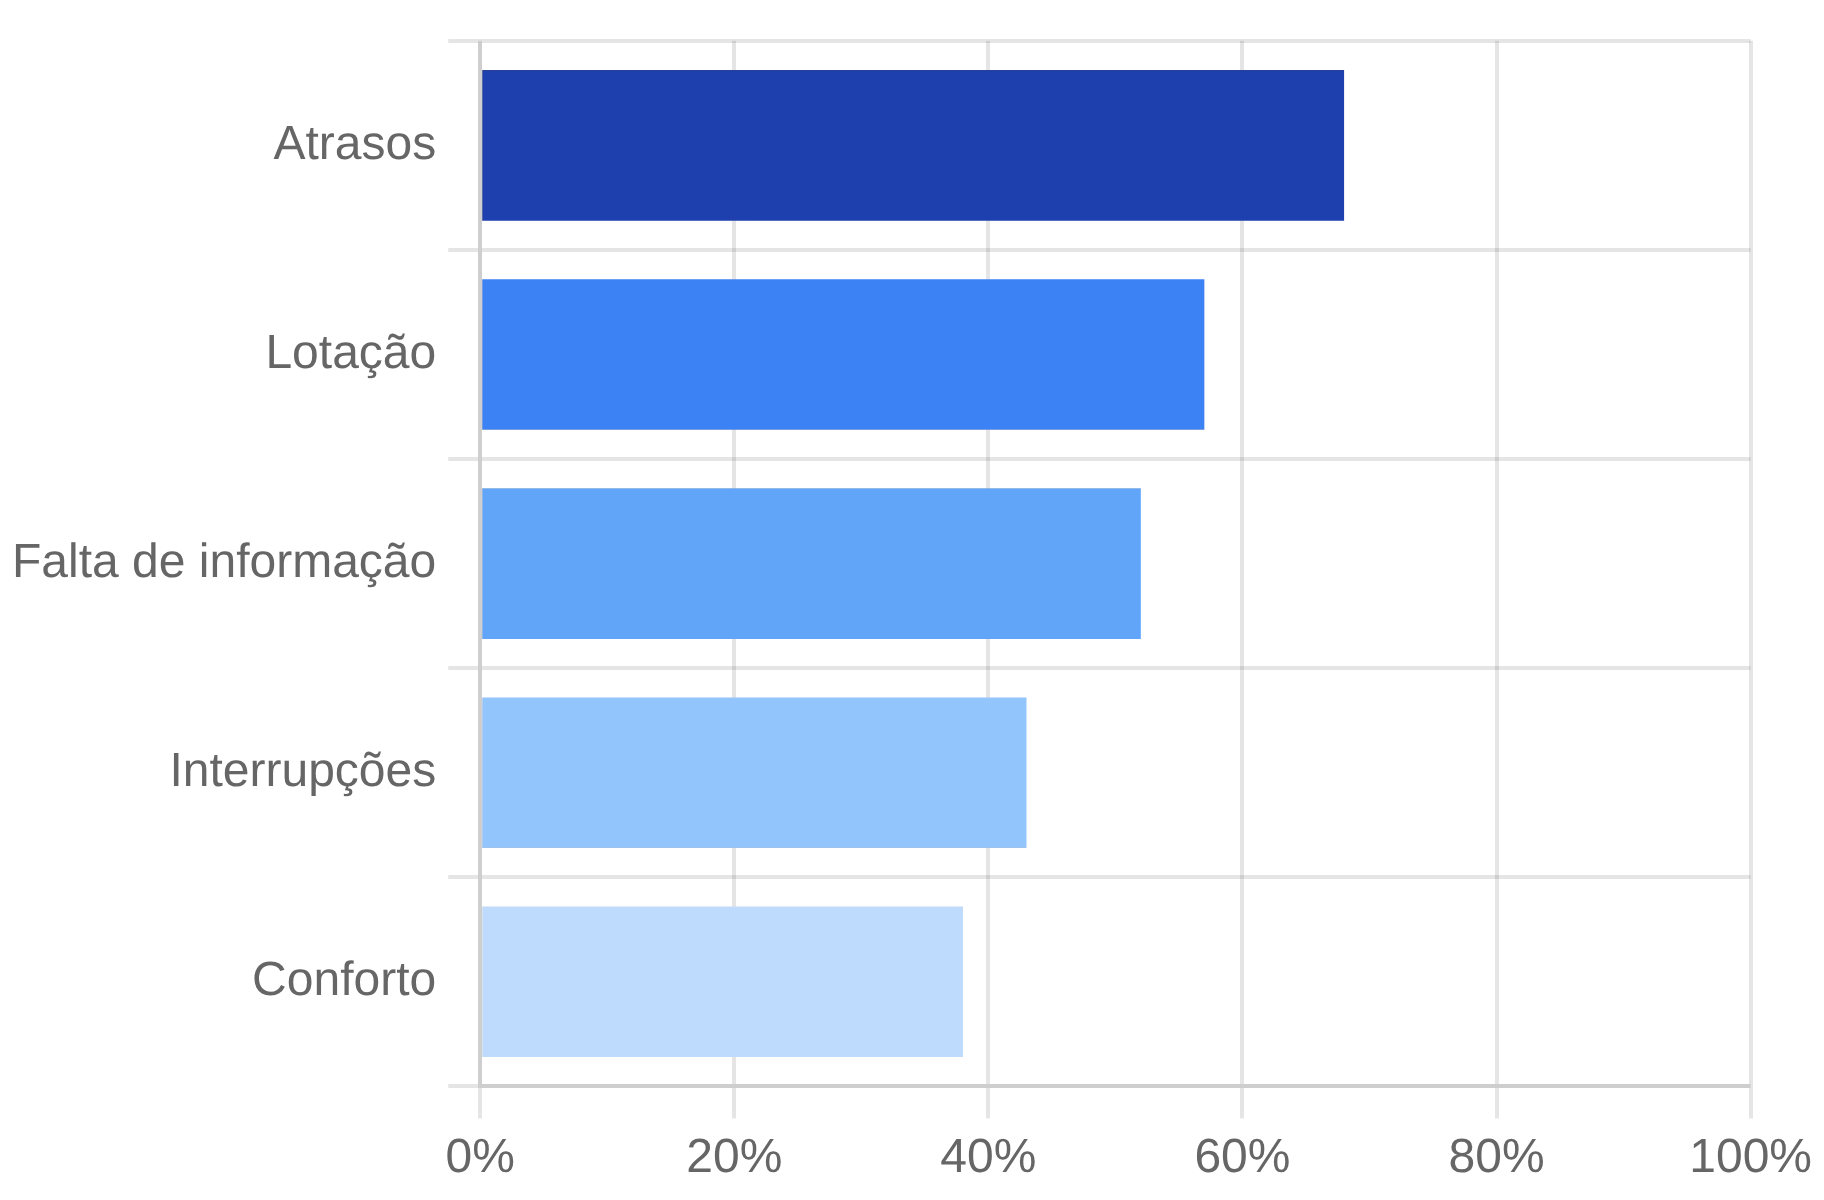 Atrasos
Lotação
Falta de informação
Interrupções
Conforto
0% 20% 40% 60% 80% 100%